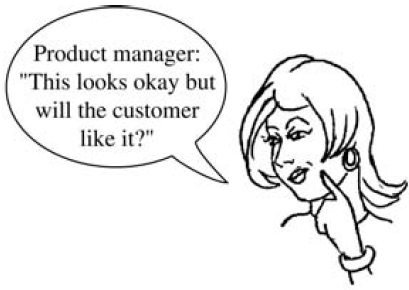 Product manager:
"This looks okay but
will the customer
like it?"